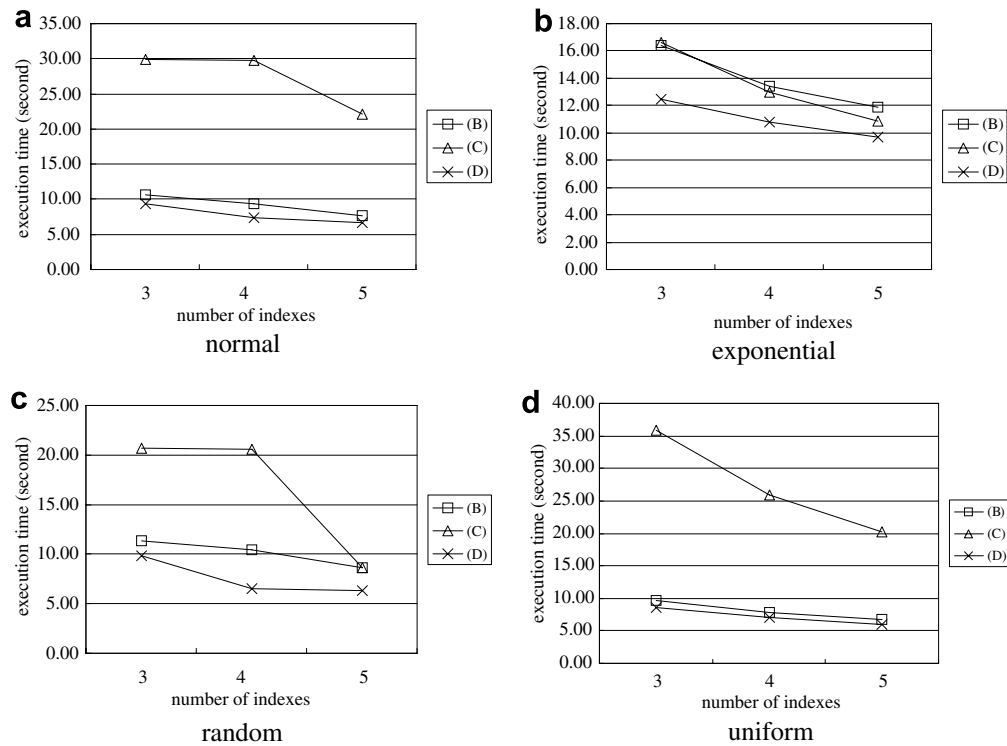 a
35.00
30.00
25.00
20.00
15.00
10.00
5.00
0.00
execution time (second)
3 4 5
number of indexes
normal
(B)
(C)
(D)
b
18.00
16.00
14.00
12.00
10.00
8.00
6.00
4.00
2.00
0.00
execution time (second)
3 4 5
number of indexes
exponential
(B)
(C)
(D)
c
25.00
20.00
15.00
10.00
5.00
0.00
execution time (second)
3 4 5
number of indexes
random
(B)
(C)
(D)
d
40.00
35.00
30.00
25.00
20.00
15.00
10.00
5.00
0.00
execution time (second)
3 4 5
number of indexes
uniform
(B)
(C)
(D)